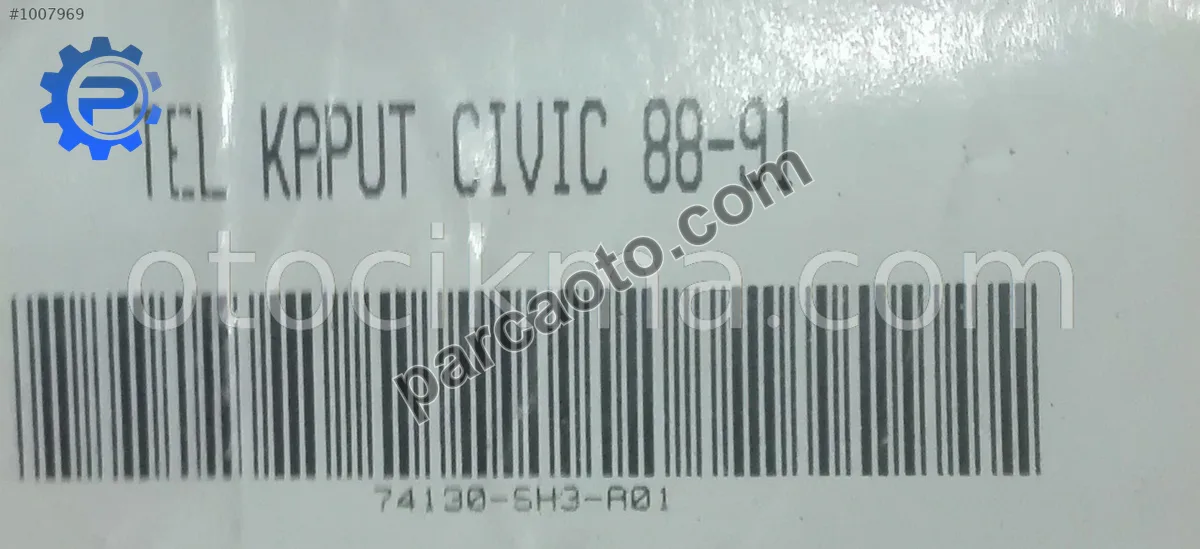 #1007969
P
TEL KAPUT CIVIC 88-91
otocikma.com
parcaoto.com
74130-SH3-A01